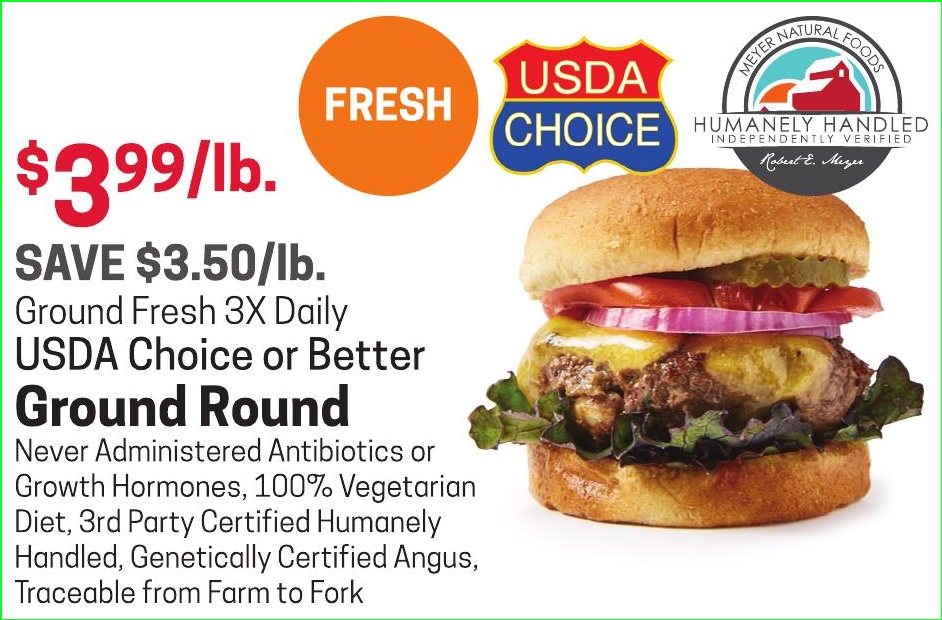 FRESH
USDA
CHOICE
MEYER NATURAL FOODS
HUMANELY HANDLED
INDEPENDENTLY VERIFIED
Robert E. Meyer
$3.99/lb.
SAVE $3.50/lb.
Ground Fresh 3X Daily
USDA Choice or Better
Ground Round
Never Administered Antibiotics or
Growth Hormones, 100% Vegetarian
Diet, 3rd Party Certified Humanely
Handled, Genetically Certified Angus,
Traceable from Farm to Fork